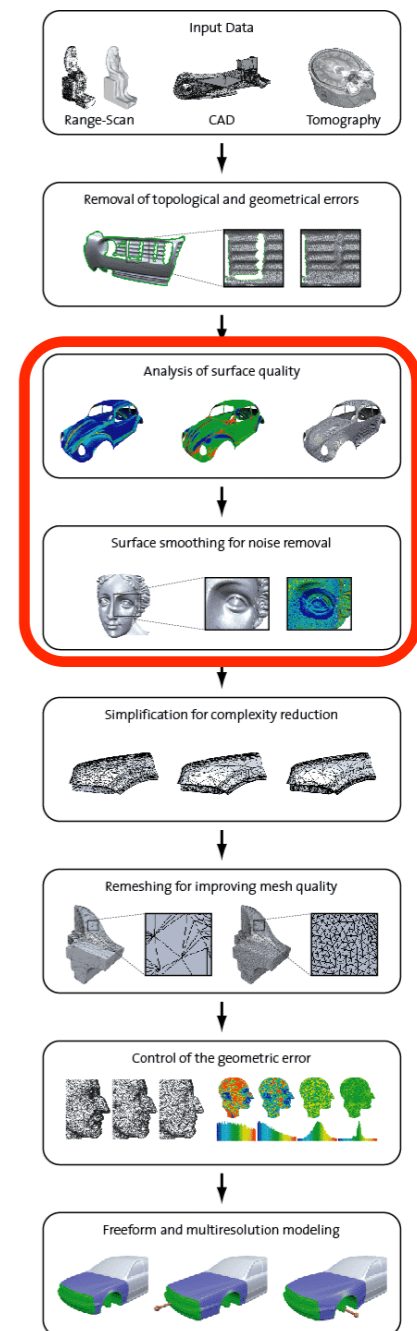 Input Data
Range-Scan CAD Tomography
Removal of topological and geometrical errors
Analysis of surface quality
Surface smoothing for noise removal
Simplification for complexity reduction
Remeshing for improving mesh quality
Control of the geometric error
Freeform and multiresolution modeling